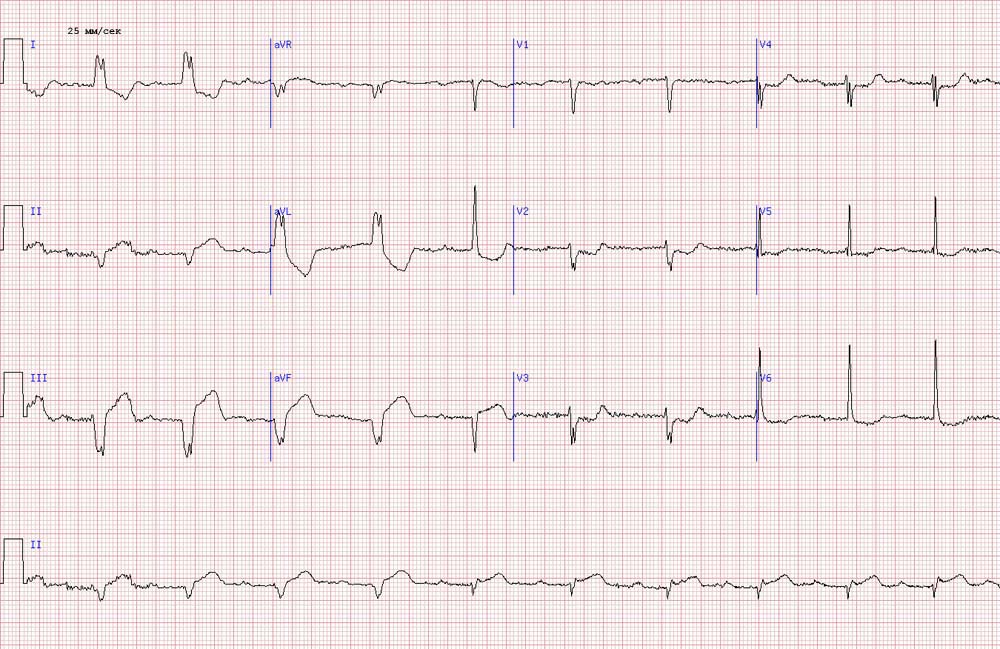 25 мм/сек
I aVR V1 V4
II aVL V2 V5
III aVF V3 V6
II